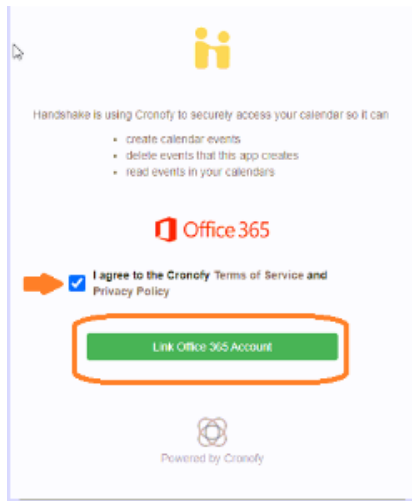 Handshake is using Cronofy to securely access your calendar so it can
create calendar events
delete events that this app creates
read events in your calendars
Office 365
I agree to the Cronofy Terms of Service and
Privacy Policy
Link Office 365 Account
Powered by Cronofy